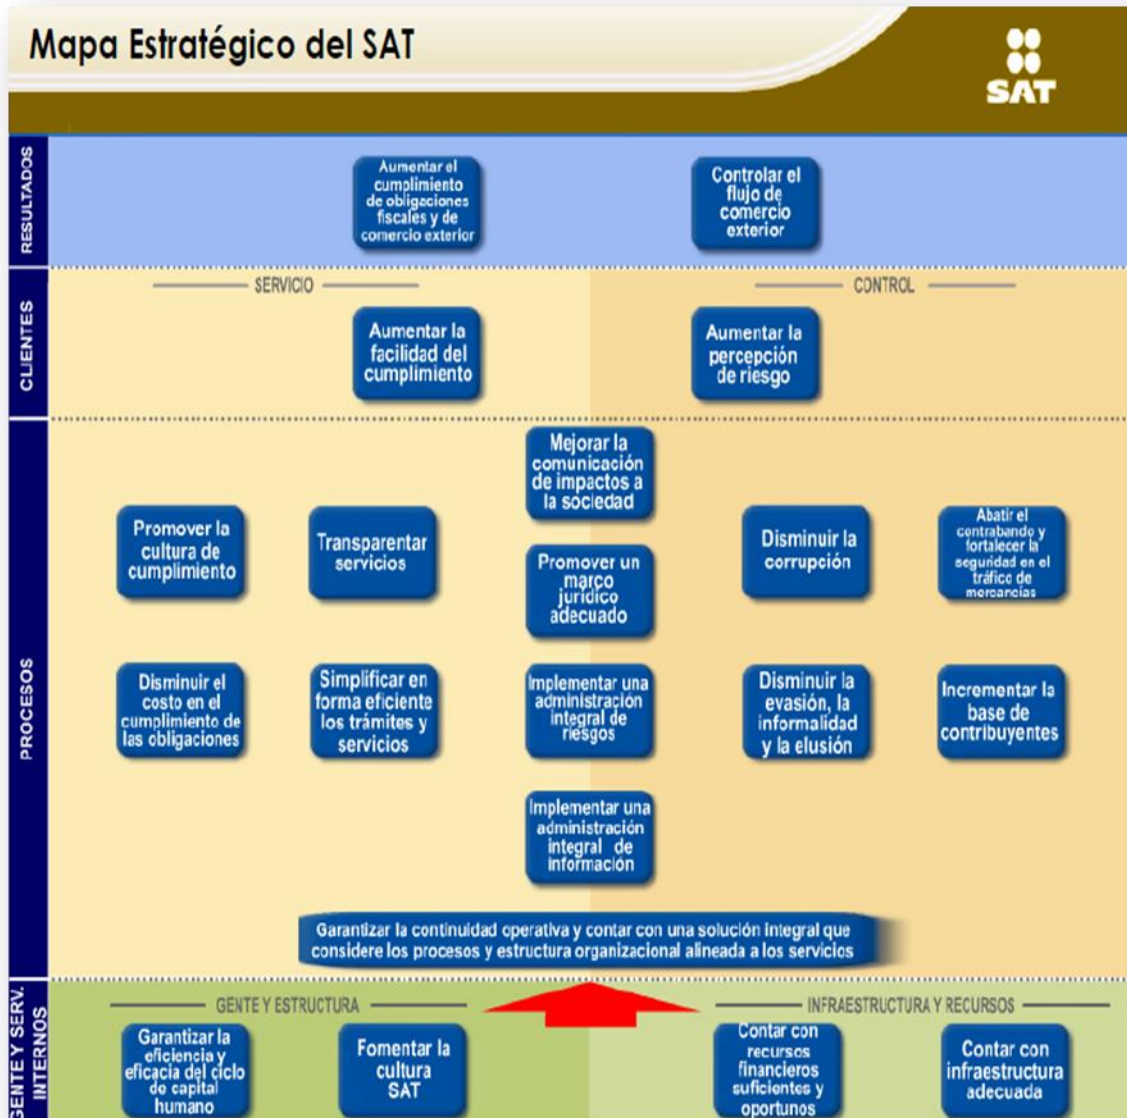 Mapa Estratégico del SAT
SAT
RESULTADOS
Aumentar el
cumplimiento
de obligaciones
fiscales y de
comercio exterior
Controlar el
flujo de
comercio
exterior
CLIENTES
SERVICIO
CONTROL
Aumentar la
facilidad del
cumplimiento
Aumentar la
percepción
de riesgo
PROCESOS
Mejorar la
comunicación
de impactos a
la sociedad
Promover la
cultura de
cumplimiento
Transparentar
servicios
Promover un
marco
jurídico
adecuado
Disminuir la
corrupción
Abatir el
contrabando y
fortalecer la
seguridad en el
tráfico de
mercancías
Disminuir el
costo en el
cumplimiento de
las obligaciones
Simplificar en
forma eficiente
los trámites y
servicios
Implementar una
administración
integral de
riesgos
Disminuir la
evasión, la
informalidad
y la elusión
Incrementar la
base de
contribuyentes
Implementar una
administración
integral de
información
Garantizar la continuidad operativa y contar con una solución integral que
considere los procesos y estructura organizacional alineada a los servicios
GENTE Y SERV.
INTERNOS
GENTE Y ESTRUCTURA
INFRAESTRUCTURA Y RECURSOS
Garantizar la
eficiencia y
eficacia del ciclo
de capital
humano
Fomentar la
cultura
SAT
Contar con
recursos
financieros
suficientes y
oportunos
Contar con
infraestructura
adecuada